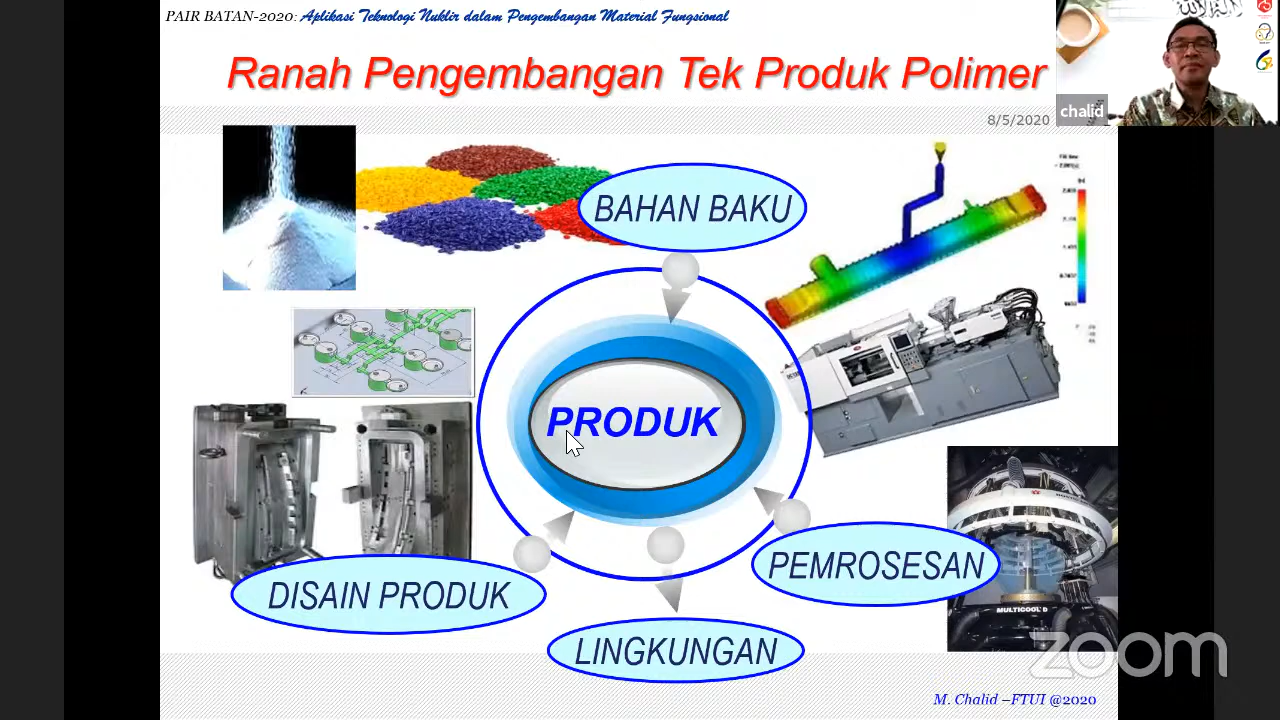 PAIR BATAN-2020: Aplikasi Teknologi Nuklir dalam Pengembangan Material Fungsional
Ranah Pengembangan Tek Produk Polimer
8/5/2020
chalid
BAHAN BAKU
PRODUK
DISAIN PRODUK
PEMROSESAN
LINGKUNGAN
MULTICOOL D
zoom
M. Chalid –FTUI @2020